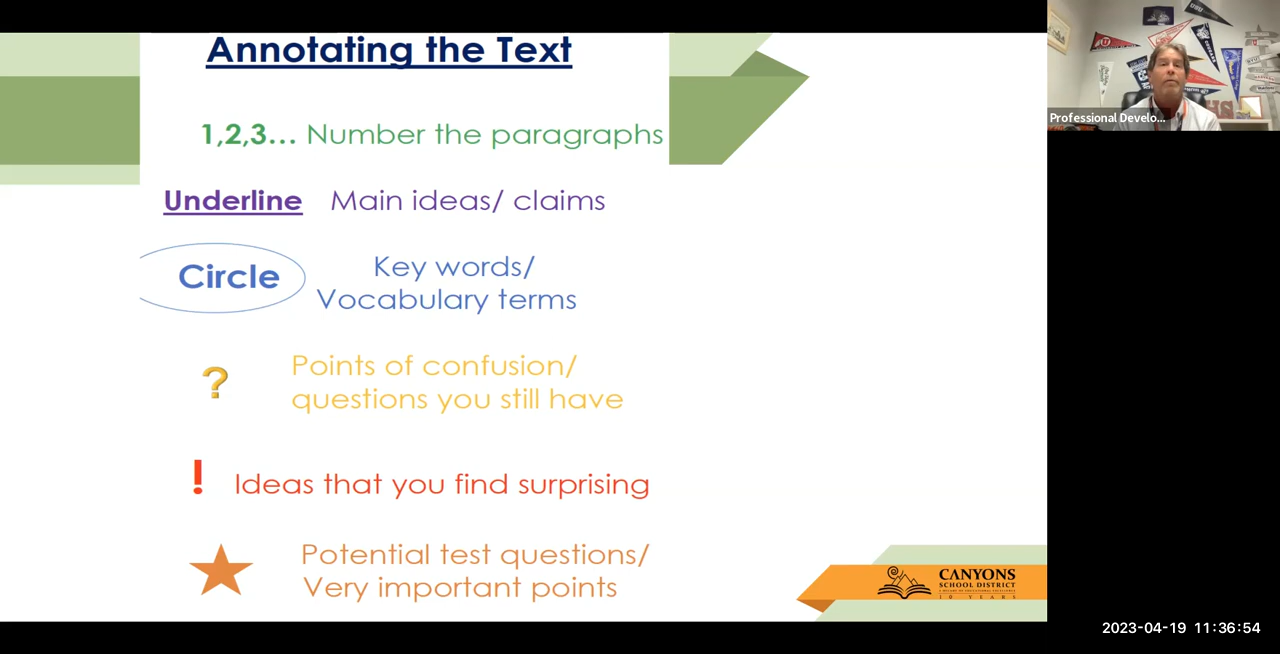 Annotating the Text
1,2,3... Number the paragraphs
Underline Main ideas/ claims
Circle Key words/
Vocabulary terms
? Points of confusion/
questions you still have
! Ideas that you find surprising
Potential test questions/
Very important points
CANYONS
SCHOOL DISTRICT
10 YEARS
Professional Develo...
2023-04-19 11:36:54